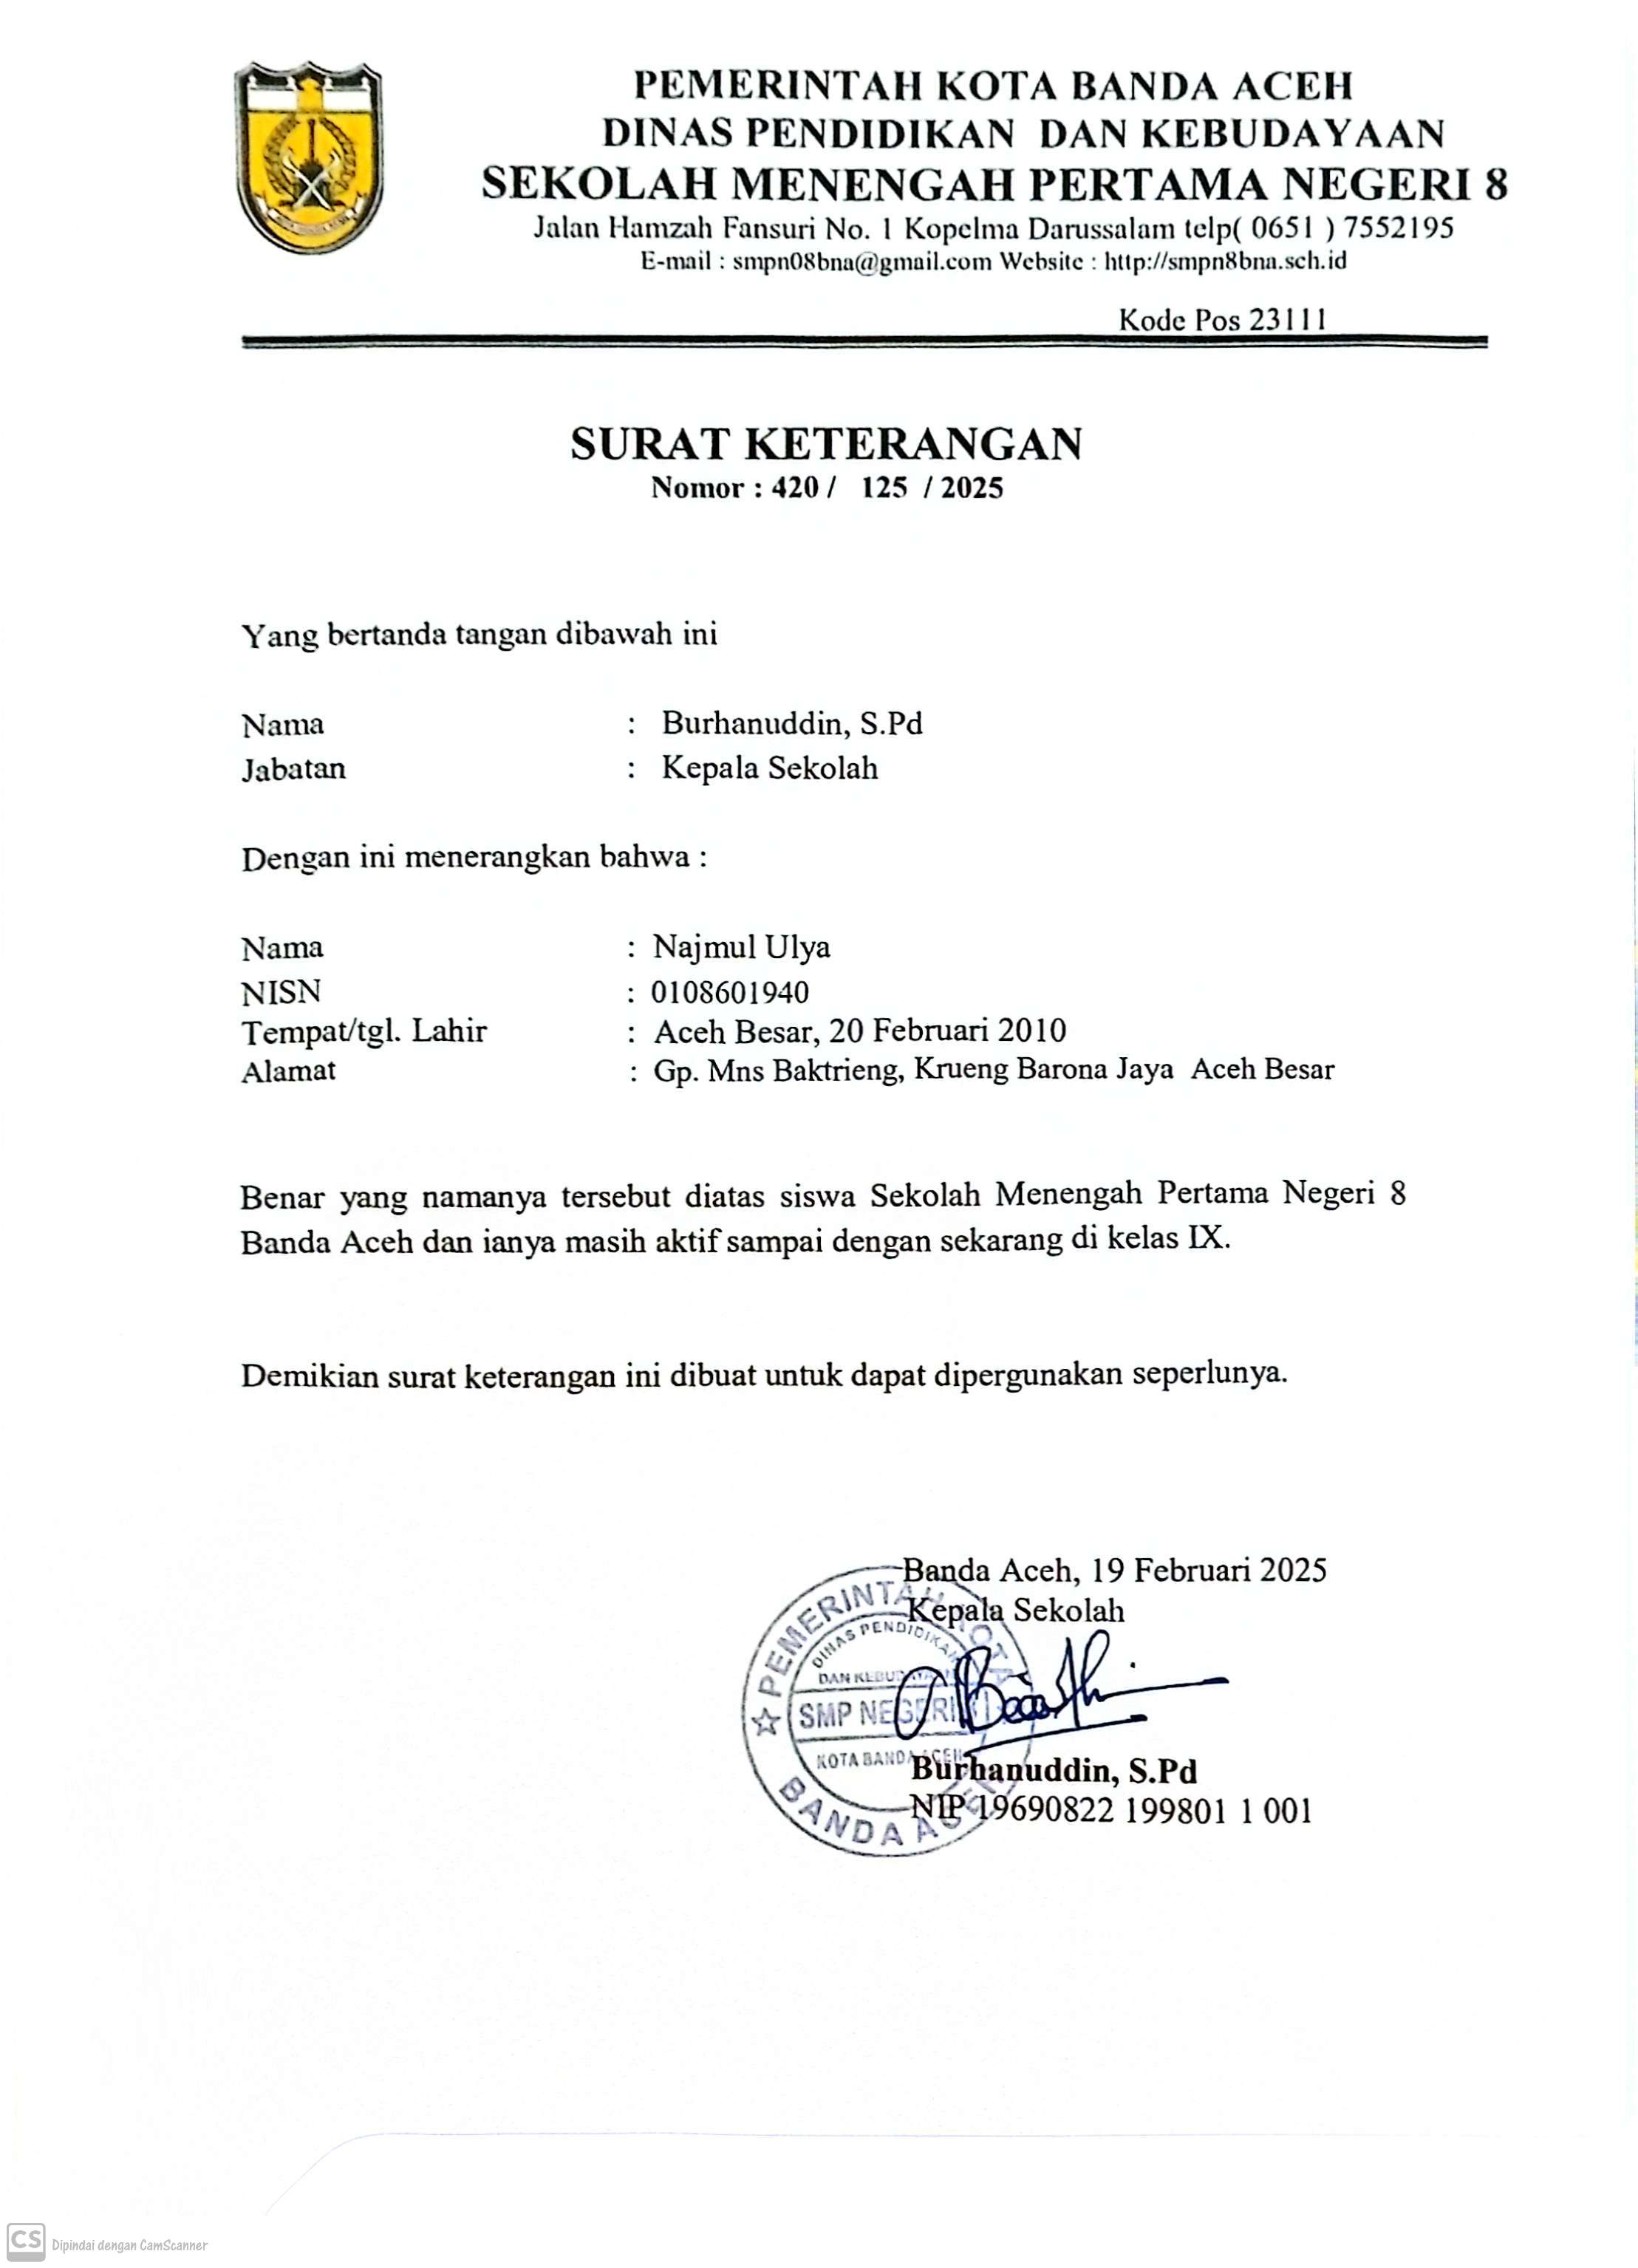 PEMERINTAH KOTA BANDA ACEH
DINAS PENDIDIKAN DAN KEBUDAYAAN
SEKOLAH MENENGAH PERTAMA NEGERI 8
Jalan Hamzah Fansuri No. 1 Kopelma Darussalam telp( 0651 ) 7552195
E-mail : smpn08bna@gmail.com Website : http://smpn8bna.sch.id
Kode Pos 23111
SURAT KETERANGAN
Nomor : 420 / 125 / 2025
Yang bertanda tangan dibawah ini
Nama : Burhanuddin, S.Pd
Jabatan : Kepala Sekolah
Dengan ini menerangkan bahwa :
Nama : Najmul Ulya
NISN : 0108601940
Tempat/tgl. Lahir : Aceh Besar, 20 Februari 2010
Alamat : Gp. Mns Baktrieng, Krueng Barona Jaya Aceh Besar
Benar yang namanya tersebut diatas siswa Sekolah Menengah Pertama Negeri 8
Banda Aceh dan ianya masih aktif sampai dengan sekarang di kelas IX.
Demikian surat keterangan ini dibuat untuk dapat dipergunakan seperlunya.
Banda Aceh, 19 Februari 2025
Kepala Sekolah
PEMERINTAH KOTA
DINAS PENDIDIKAN
DAN KEBUDAYAAN
SMP NEGERI
KOTA BANDA ACEH
BANDA ACEH
Burhanuddin, S.Pd
NIP 19690822 199801 1 001
CS Dipindai dengan CamScanner